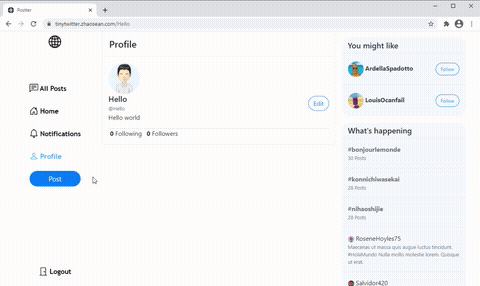 Poster
tinytwitter.zhaosean.com/Hello
All Posts
Home
Notifications
Profile
Post
Logout
Profile
Hello
@Hello
Hello world
0 Following 0 Followers
Edit
You might like
ArdellaSpadotto
Follow
LouisOcanfail
Follow
What's happening
#bonjourlemonde
30 Posts
#konnichiwasekai
28 Posts
#nihaoshijie
28 Posts
RoseneHoyles75
Maecenas ut massa quis augue luctus tincidunt.
#HolaMundo Nulla mollis molestie lorem. Quisque
ut erat.
Salvidor420